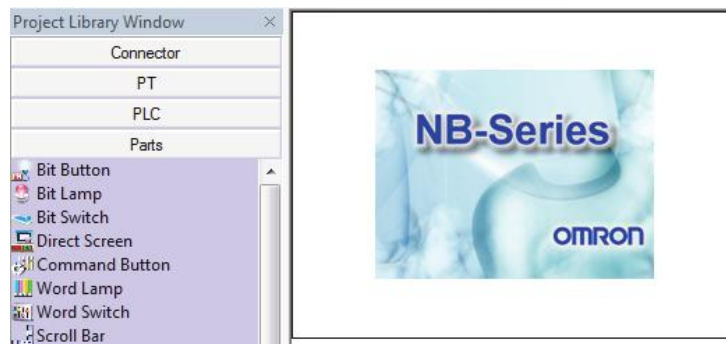 Project Library Window
Connector
PT
PLC
Parts
Bit Button
Bit Lamp
Bit Switch
Direct Screen
Command Button
Word Lamp
Word Switch
Scroll Bar
NB-Series
OMRON